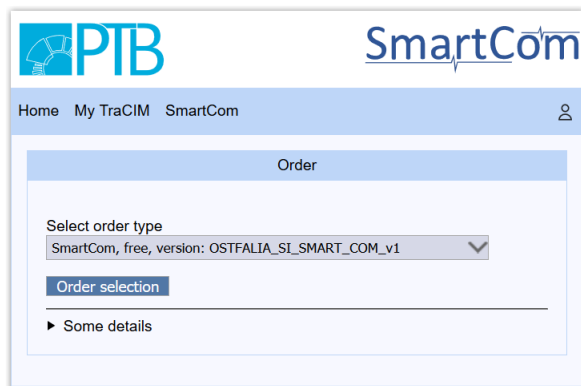 PTB
SmartCom
Home My TraCIM SmartCom
Order
Select order type
SmartCom, free, version: OSTFALIA_SI_SMART_COM_v1
Order selection
Some details